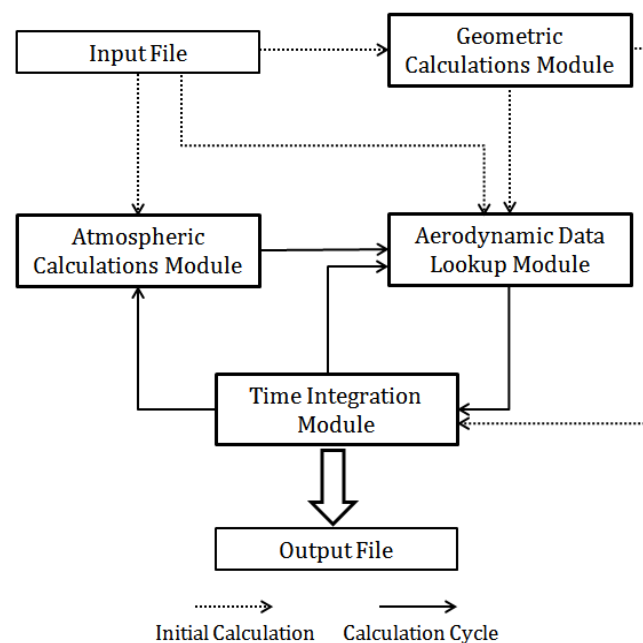 Input File
Geometric
Calculations Module
Atmospheric
Calculations Module
Aerodynamic Data
Lookup Module
Time Integration
Module
Output File
Initial Calculation
Calculation Cycle